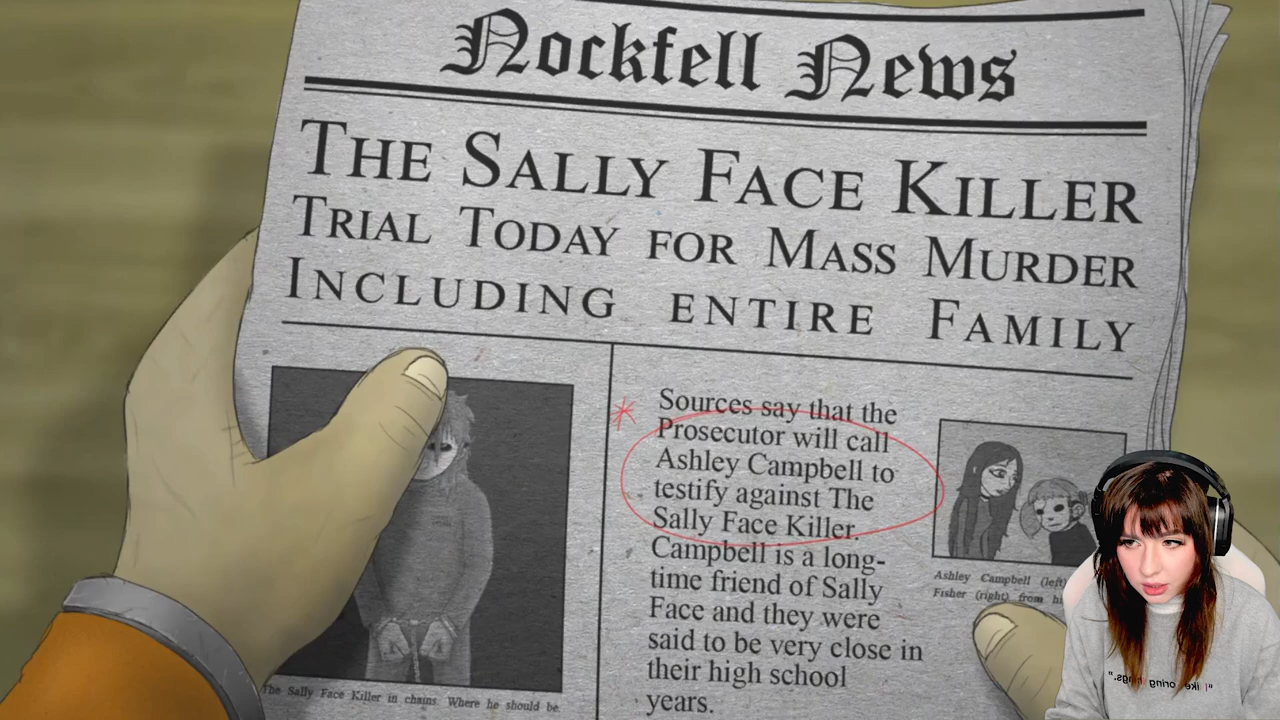 Nockfell News
THE SALLY FACE KILLER
TRIAL TODAY FOR MASS MURDER
INCLUDING ENTIRE FAMILY
Sources say that the
Prosecutor will call
Ashley Campbell to
testify against The
Sally Face Killer.
Campbell is a long-
time friend of Sally
Face and they were
said to be very close in
their high school
years.
Ashley Campbell (left)
Fisher (right) from
The Sally Face Killer in chains. Where he should be.